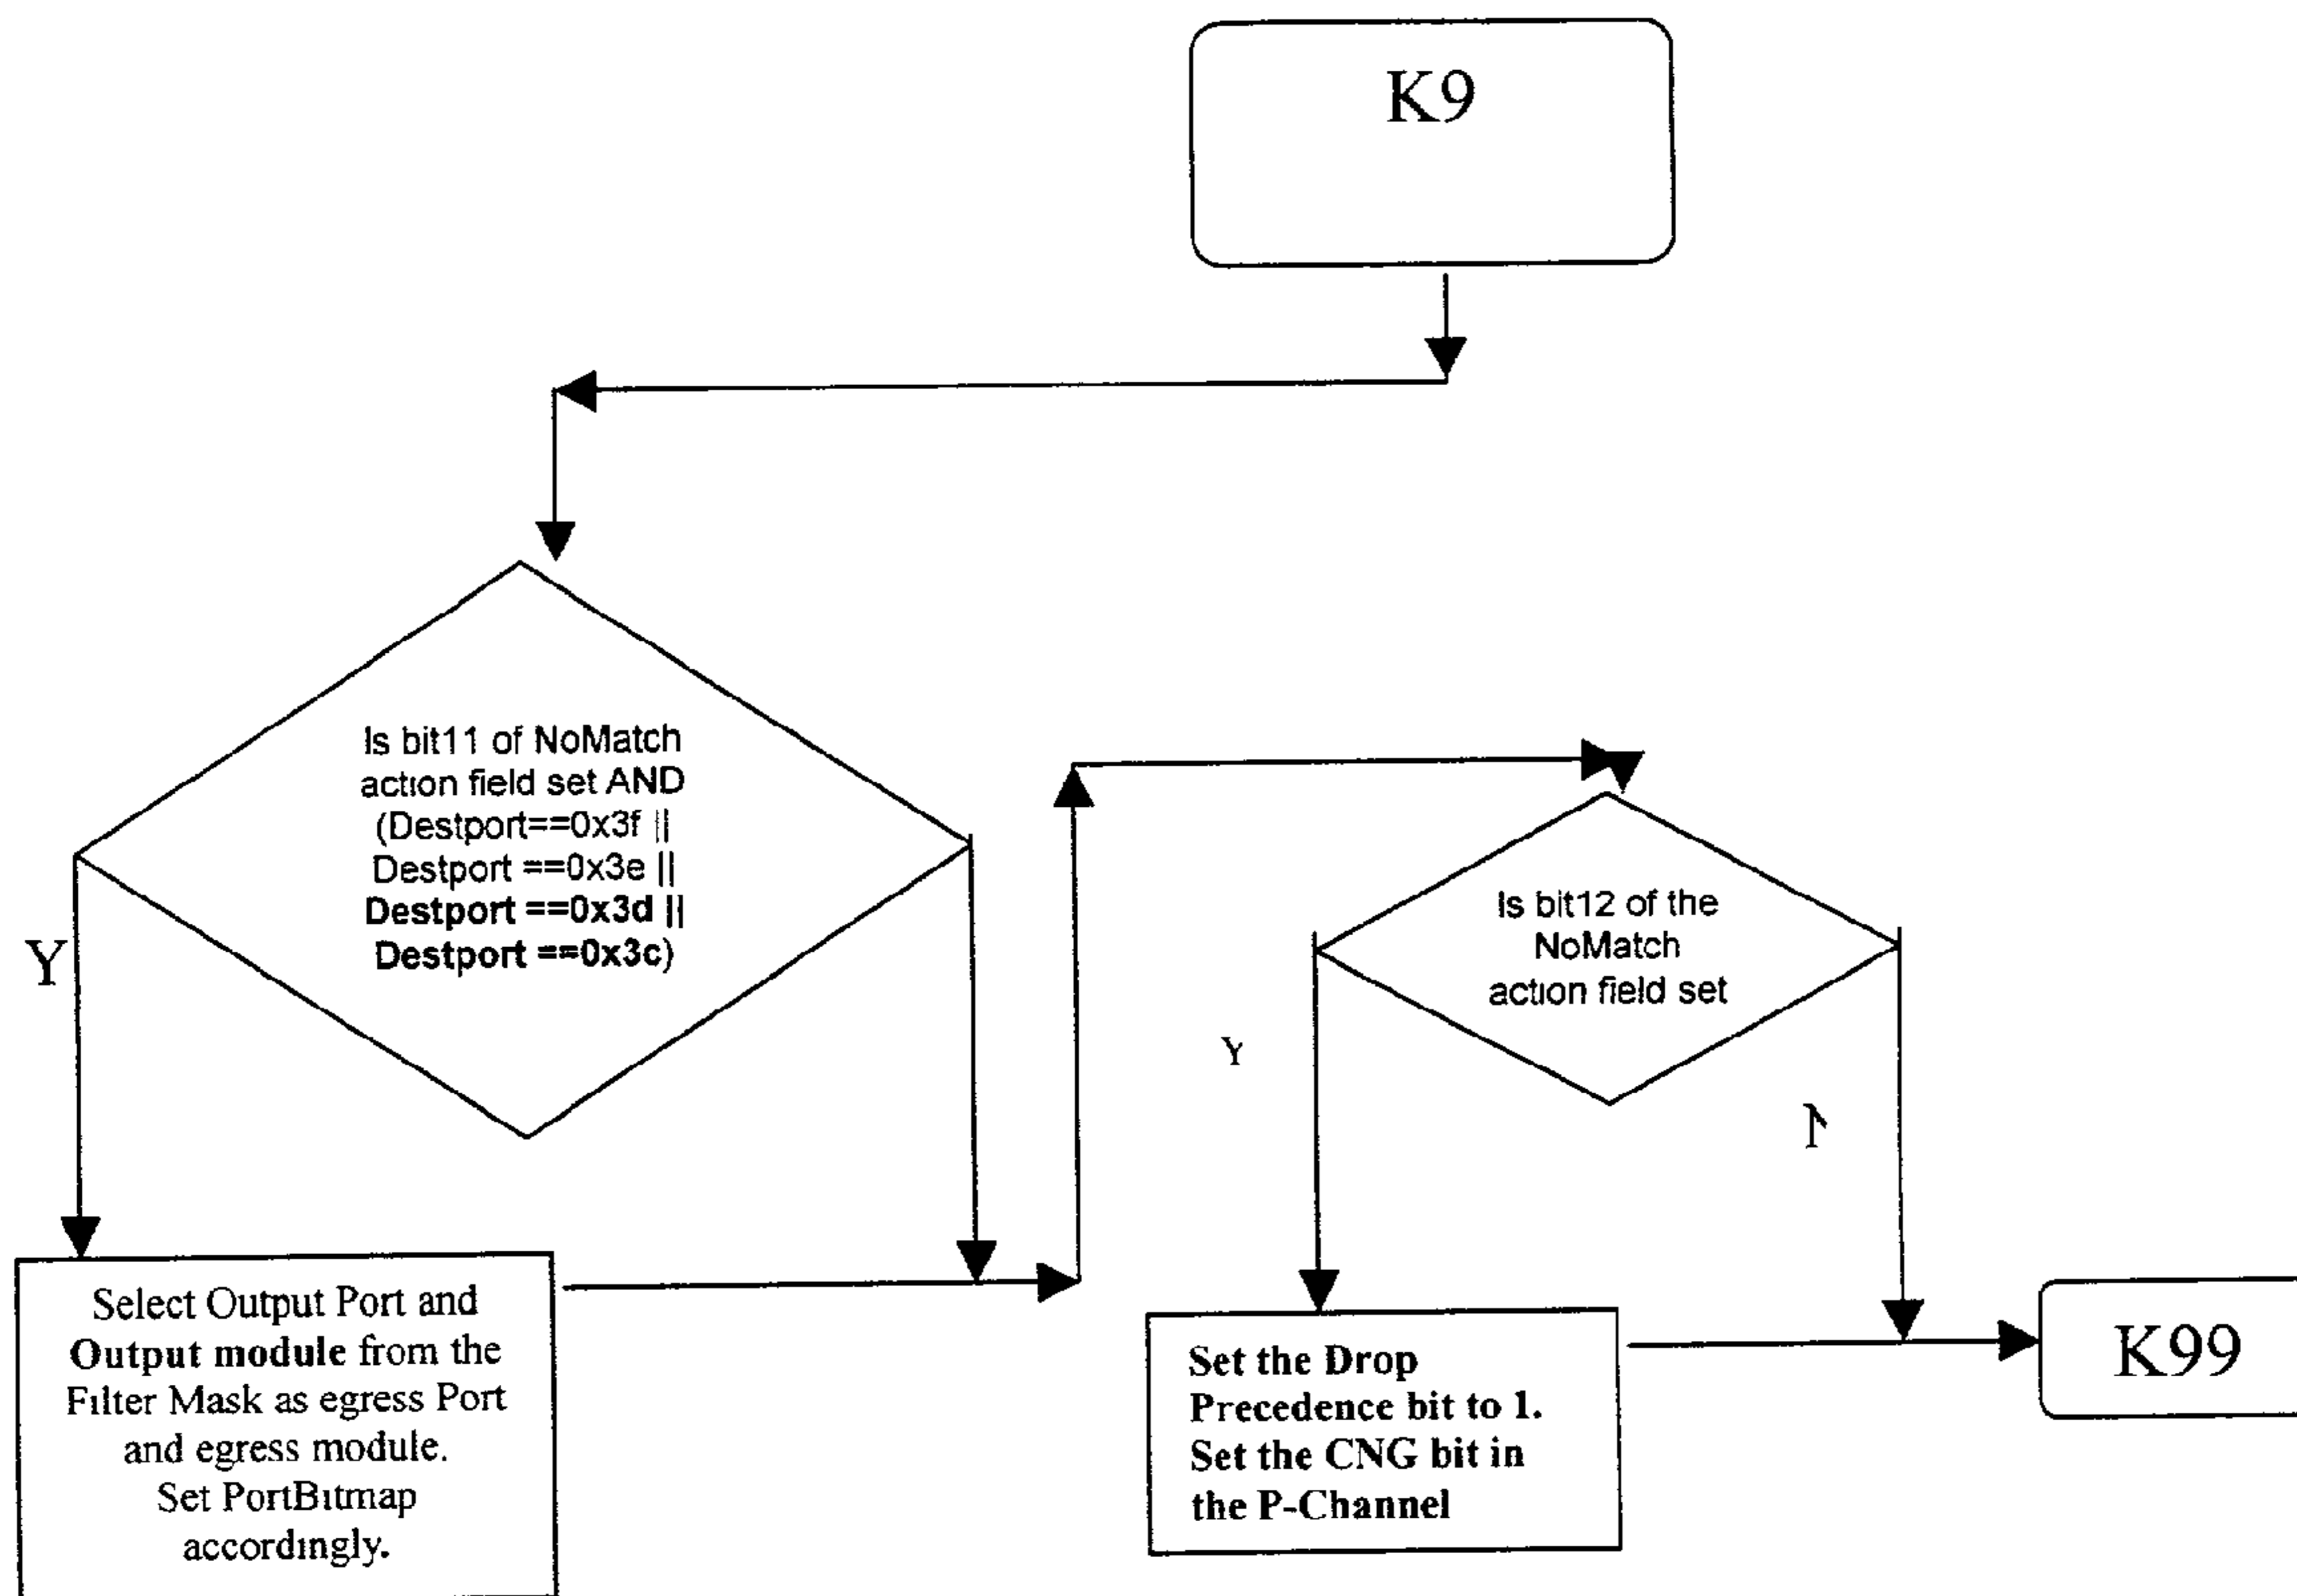 K9
Is bit11 of NoMatch
action field set AND
(Destport==0x3f ||
Destport ==0x3e ||
Destport ==0x3d ||
Destport ==0x3c)
Y
Select Output Port and
Output module from the
Filter Mask as egress Port
and egress module.
Set PortBitmap
accordingly.
Is bit12 of the
NoMatch
action field set
Y
Set the Drop
Precedence bit to 1.
Set the CNG bit in
the P-Channel
K99